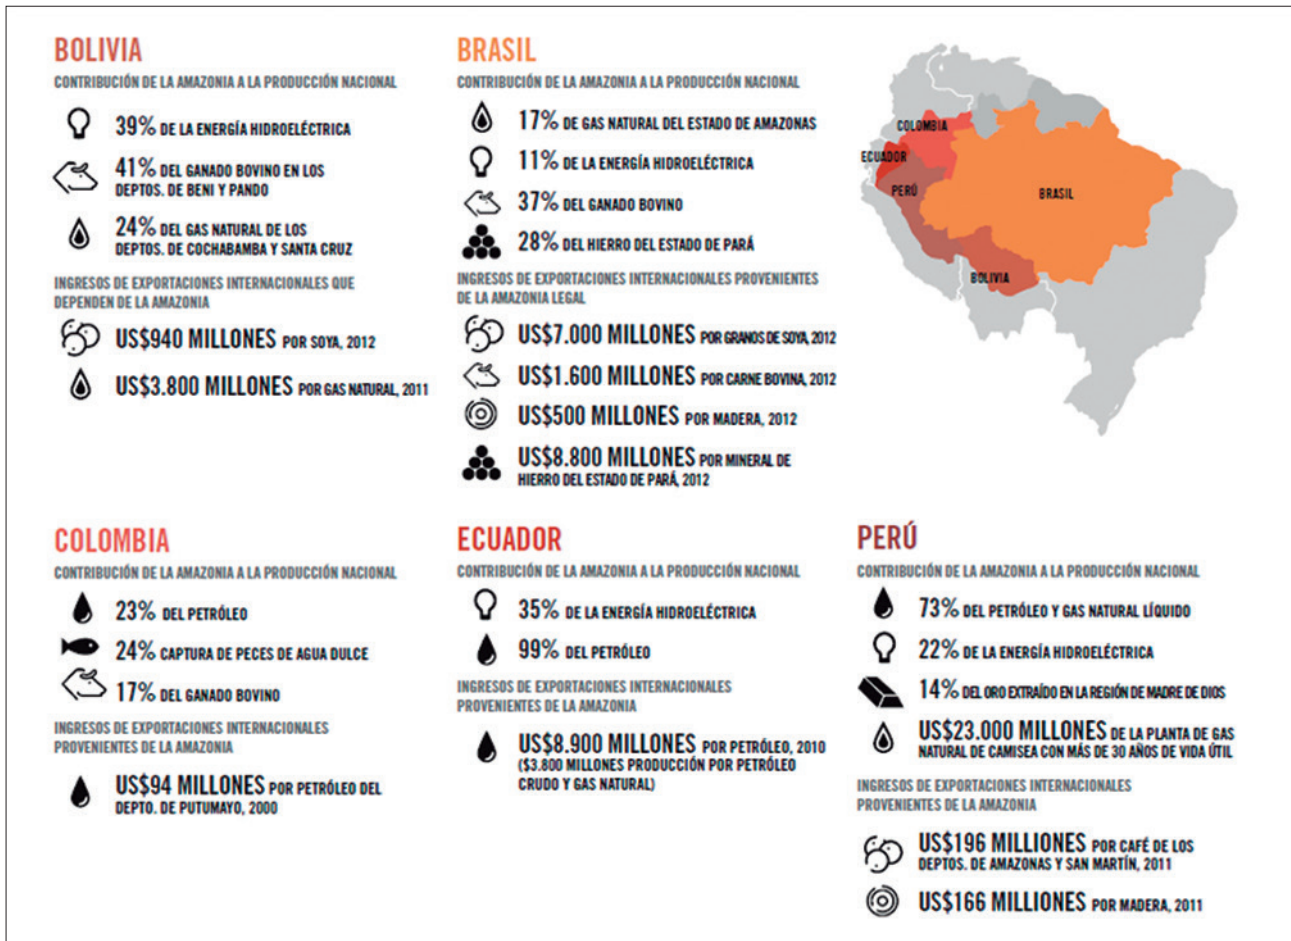 BOLIVIA
CONTRIBUCIÓN DE LA AMAZONIA A LA PRODUCCIÓN NACIONAL
39% DE LA ENERGÍA HIDROELÉCTRICA
41% DEL GANADO BOVINO EN LOS
DEPTOS. DE BENI Y PANDO
24% DEL GAS NATURAL DE LOS
DEPTOS. DE COCHABAMBA Y SANTA CRUZ
INGRESOS DE EXPORTACIONES INTERNACIONALES QUE
DEPENDEN DE LA AMAZONIA
US$940 MILLONES POR SOYA, 2012
US$3.800 MILLONES POR GAS NATURAL, 2011
BRASIL
CONTRIBUCIÓN DE LA AMAZONIA A LA PRODUCCIÓN NACIONAL
17% DE GAS NATURAL DEL ESTADO DE AMAZONAS
11% DE LA ENERGÍA HIDROELÉCTRICA
37% DEL GANADO BOVINO
28% DEL HIERRO DEL ESTADO DE PARÁ
INGRESOS DE EXPORTACIONES INTERNACIONALES PROVENIENTES
DE LA AMAZONIA LEGAL
US$7.000 MILLONES POR GRANOS DE SOYA, 2012
US$1.600 MILLONES POR CARNE BOVINA, 2012
US$500 MILLONES POR MADERA, 2012
US$8.800 MILLONES POR MINERAL DE
HIERRO DEL ESTADO DE PARÁ, 2012
COLOMBIA
ECUADOR
PERÚ
BRASIL
BOLIVIA
COLOMBIA
CONTRIBUCIÓN DE LA AMAZONIA A LA PRODUCCIÓN NACIONAL
23% DEL PETRÓLEO
24% CAPTURA DE PECES DE AGUA DULCE
17% DEL GANADO BOVINO
INGRESOS DE EXPORTACIONES INTERNACIONALES
PROVENIENTES DE LA AMAZONIA
US$94 MILLONES POR PETRÓLEO DEL
DEPTO. DE PUTUMAYO, 2000
ECUADOR
CONTRIBUCIÓN DE LA AMAZONIA A LA PRODUCCIÓN NACIONAL
35% DE LA ENERGÍA HIDROELÉCTRICA
99% DEL PETRÓLEO
INGRESOS DE EXPORTACIONES INTERNACIONALES
PROVENIENTES DE LA AMAZONIA
US$8.900 MILLONES POR PETRÓLEO, 2010
($3.800 MILLONES PRODUCCIÓN POR PETRÓLEO
CRUDO Y GAS NATURAL)
PERÚ
CONTRIBUCIÓN DE LA AMAZONIA A LA PRODUCCIÓN NACIONAL
73% DEL PETRÓLEO Y GAS NATURAL LÍQUIDO
22% DE LA ENERGÍA HIDROELÉCTRICA
14% DEL ORO EXTRAÍDO EN LA REGIÓN DE MADRE DE DIOS
US$23.000 MILLONES DE LA PLANTA DE GAS
NATURAL DE CAMISEA CON MÁS DE 30 AÑOS DE VIDA ÚTIL
INGRESOS DE EXPORTACIONES INTERNACIONALES
PROVENIENTES DE LA AMAZONIA
US$196 MILLIONES POR CAFÉ DE LOS
DEPTOS. DE AMAZONAS Y SAN MARTÍN, 2011
US$166 MILLIONES POR MADERA, 2011